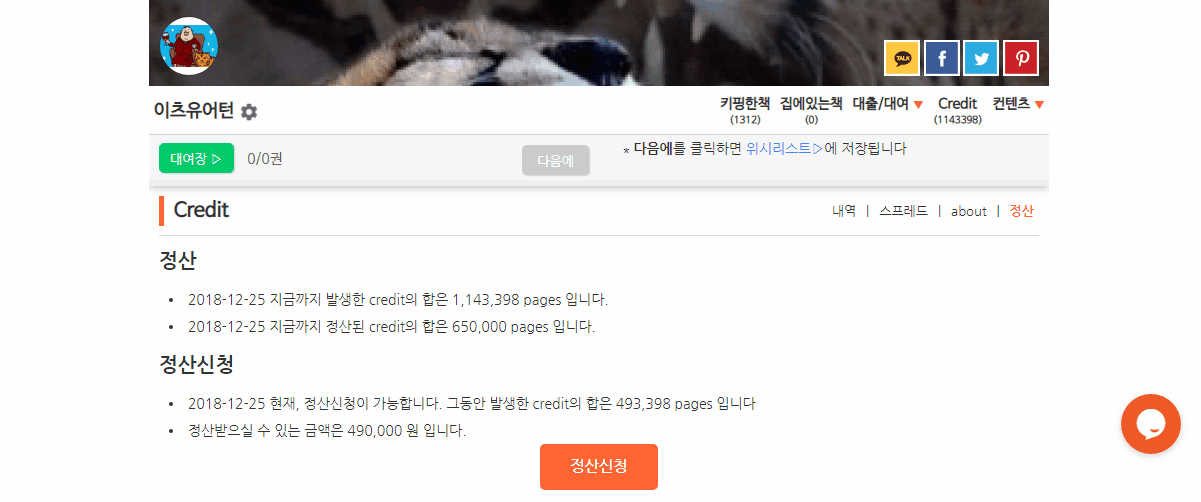 TALK
이츠유어턴
키핑한책 집에있는책 대출/대여 ▼ Credit 컨텐츠 ▼
(1312) (0) (1143398)
대여장 ▷ 0/0권 다음에 * 다음에를 클릭하면 위시리스트▷에 저장됩니다
Credit 내역 | 스프레드 | about | 정산
정산
• 2018-12-25 지금까지 발생한 credit의 합은 1,143,398 pages 입니다.
• 2018-12-25 지금까지 정산된 credit의 합은 650,000 pages 입니다.
정산신청
• 2018-12-25 현재, 정산신청이 가능합니다. 그동안 발생한 credit의 합은 493,398 pages 입니다
• 정산받으실 수 있는 금액은 490,000 원 입니다.
정산신청